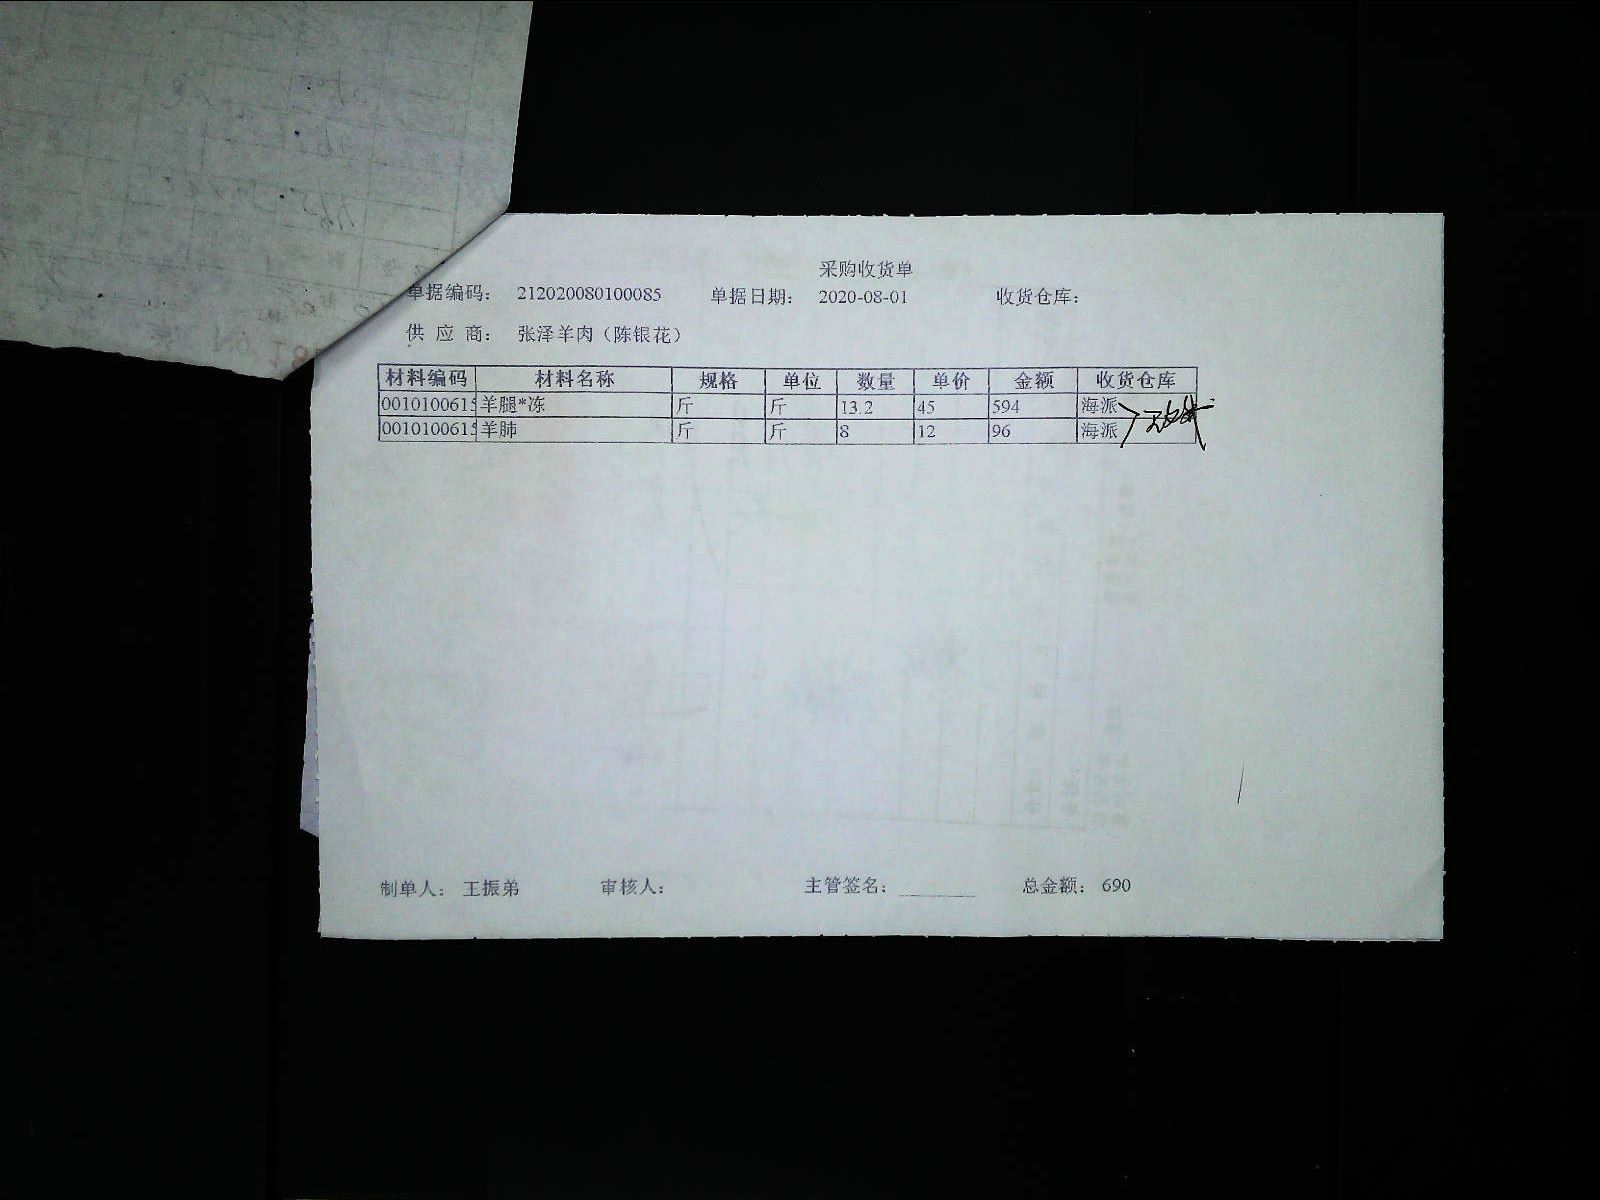 采购收货单
单据编码： 212020080100085 单据日期： 2020-08-01 收货仓库：
供 应 商： 张泽羊肉（陈银花）
材料编码 材料名称 规格 单位 数量 单价 金额 收货仓库
0010100615 羊腿*冻 斤 斤 13.2 45 594 海派
0010100615 羊肺 斤 斤 8 12 96 海派
制单人： 王振弟 审核人： 主管签名： 总金额： 690